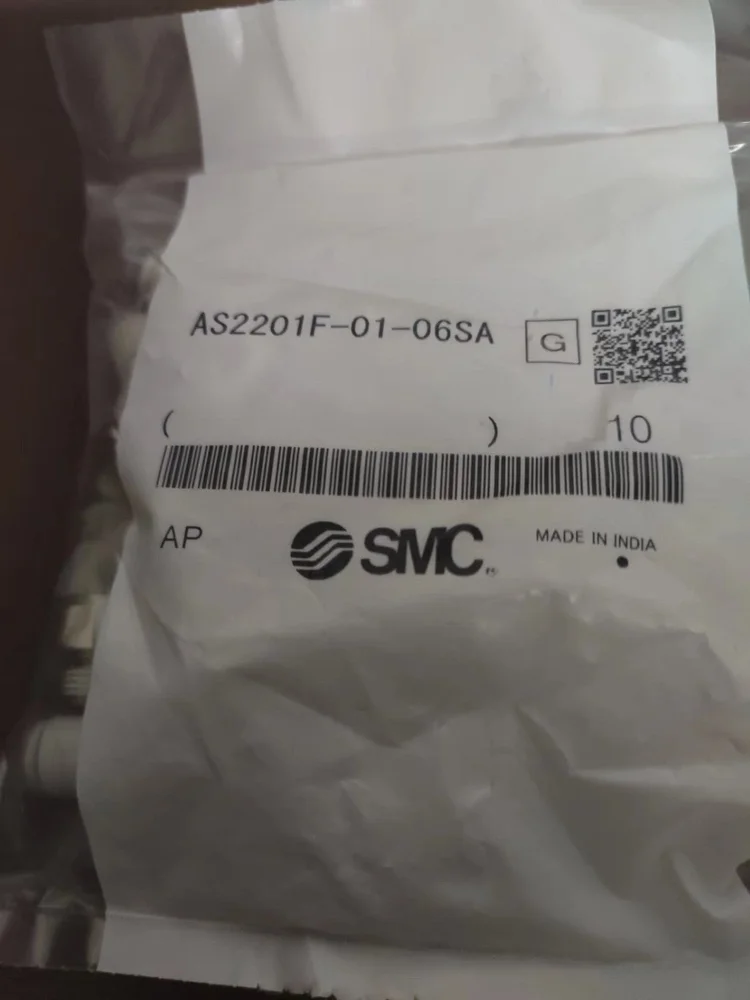 AS2201F-01-06SA G
( ) 10
AP SMC MADE IN INDIA